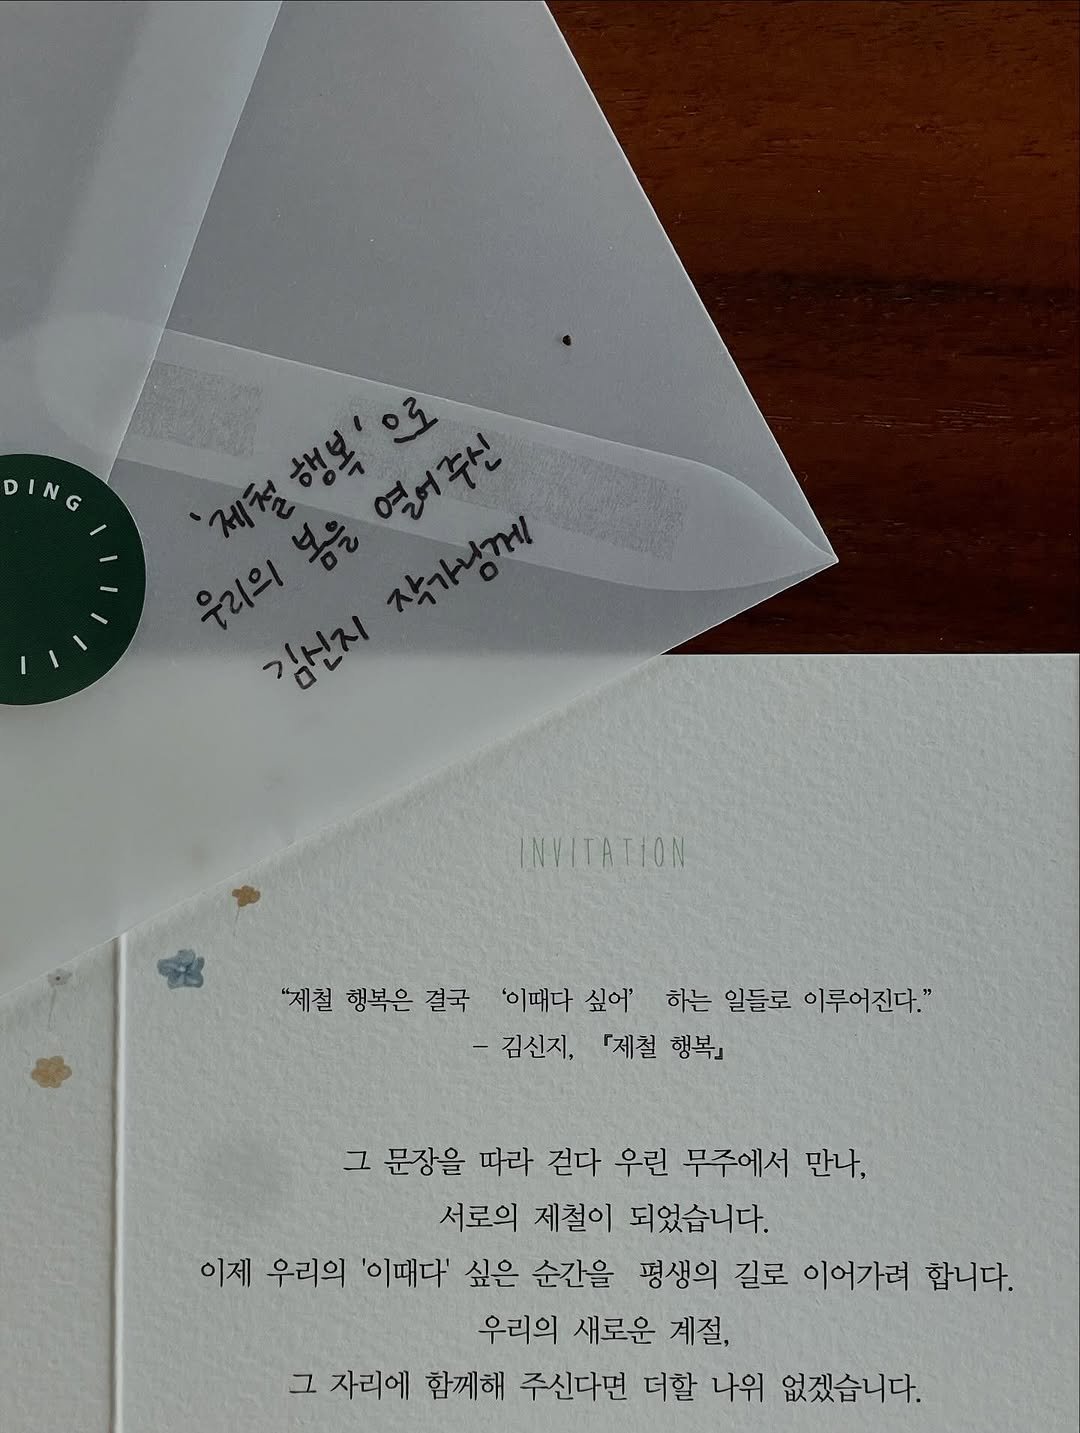 DING
'제철 행복'으로
우리의 봄을 열어주신
김신지 작가님께
INVITATION
“제철 행복은 결국 ‘이때다 싶어’ 하는 일들로 이루어진다.”
– 김신지, 『제철 행복』
그 문장을 따라 걷다 우린 무주에서 만나,
서로의 제철이 되었습니다.
이제 우리의 '이때다' 싶은 순간을 평생의 길로 이어가려 합니다.
우리의 새로운 계절,
그 자리에 함께해 주신다면 더할 나위 없겠습니다.